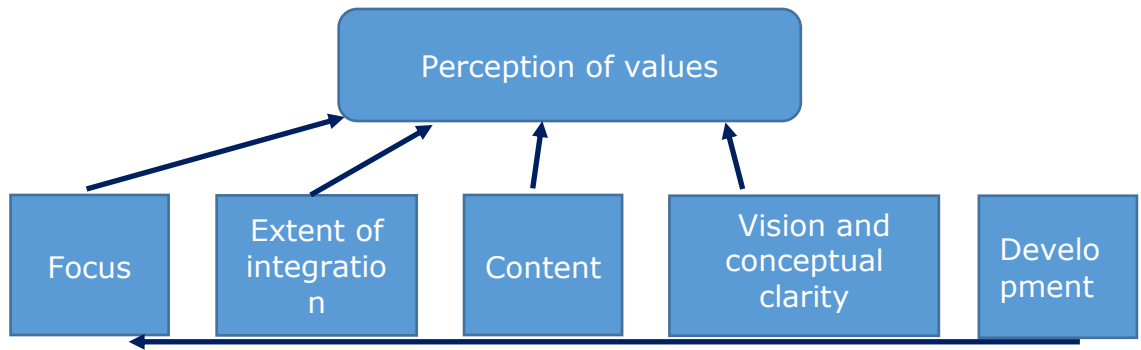 Perception of values
Focus
Extent of
integratio
n
Content
Vision and
conceptual
clarity
Develo
pment